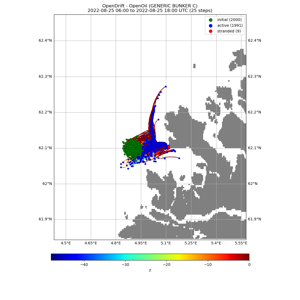 OpenDrift - OpenOil (GENERIC BUNKER C)
2022-08-25 06:00 to 2022-08-25 18:00 UTC (25 steps)
initial (2000)
active (1991)
stranded (9)
62.4°N 62.4°N
62.3°N 62.3°N
62.2°N 62.2°N
62.1°N 62.1°N
62°N 62°N
61.9°N 61.9°N
4.5°E 4.65°E 4.8°E 4.95°E 5.1°E 5.25°E 5.4°E 5.55°E
−40 −30 −20 −10 0
z